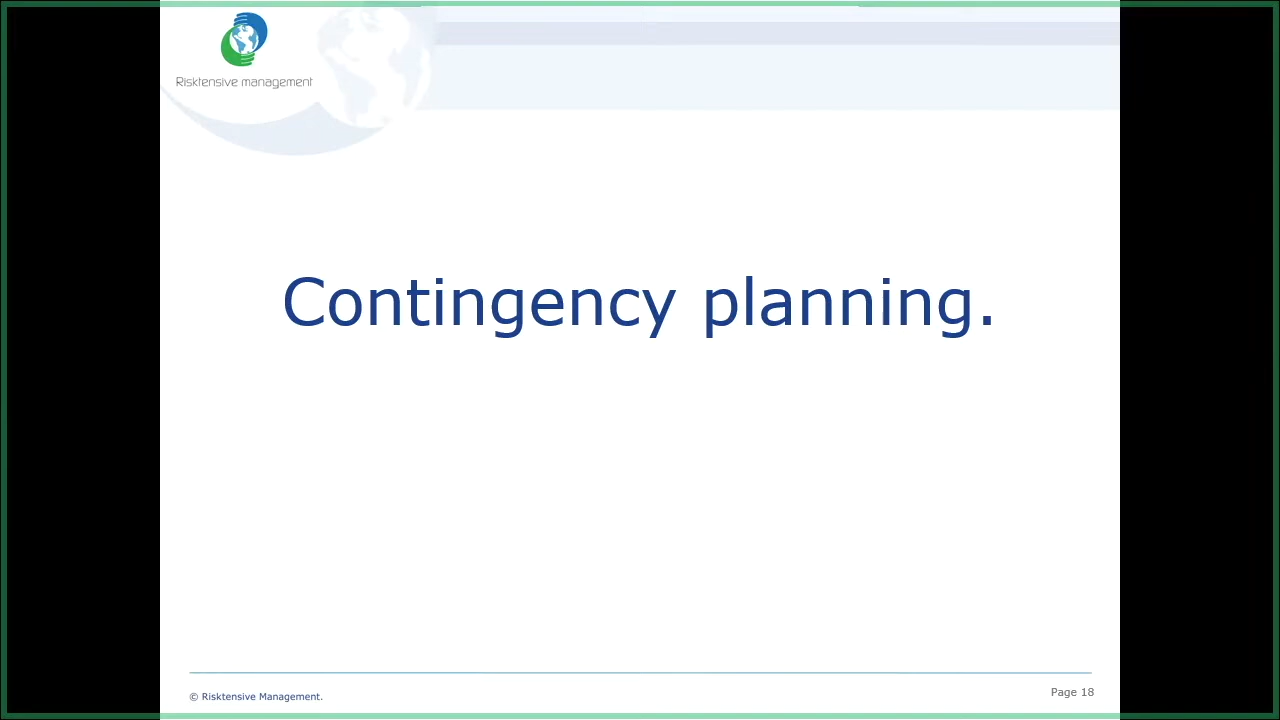 Risktensive management
Contingency planning.
© Risktensive Management.
Page 18